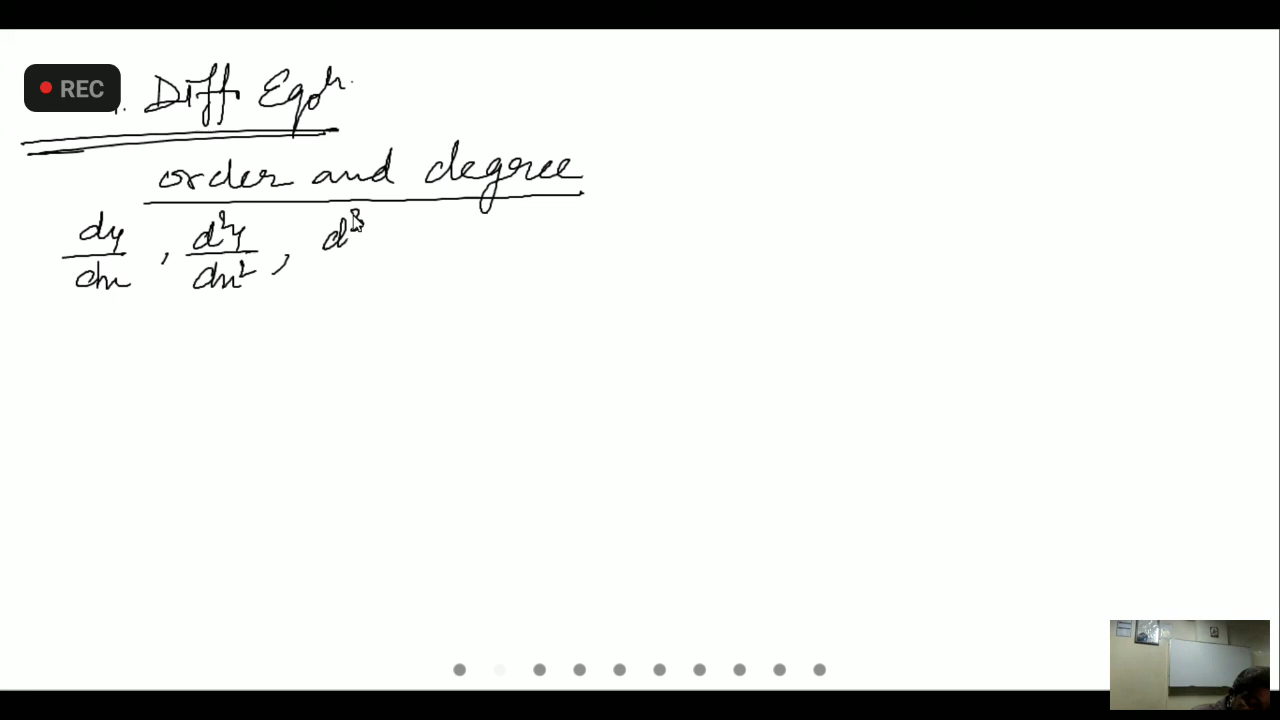 REC
Diff Eqn.
order and degree
dy/dx , d²y/dx² , d³